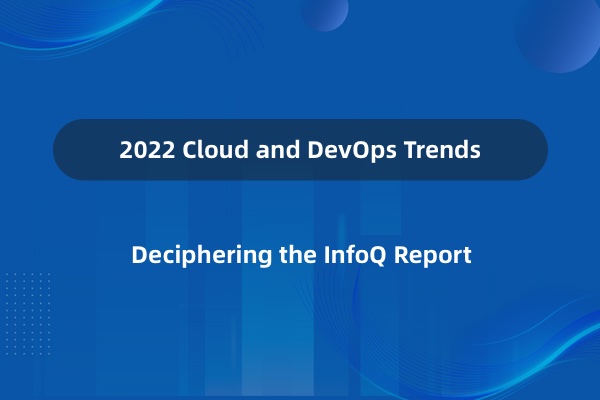 2022 Cloud and DevOps Trends
Deciphering the InfoQ Report